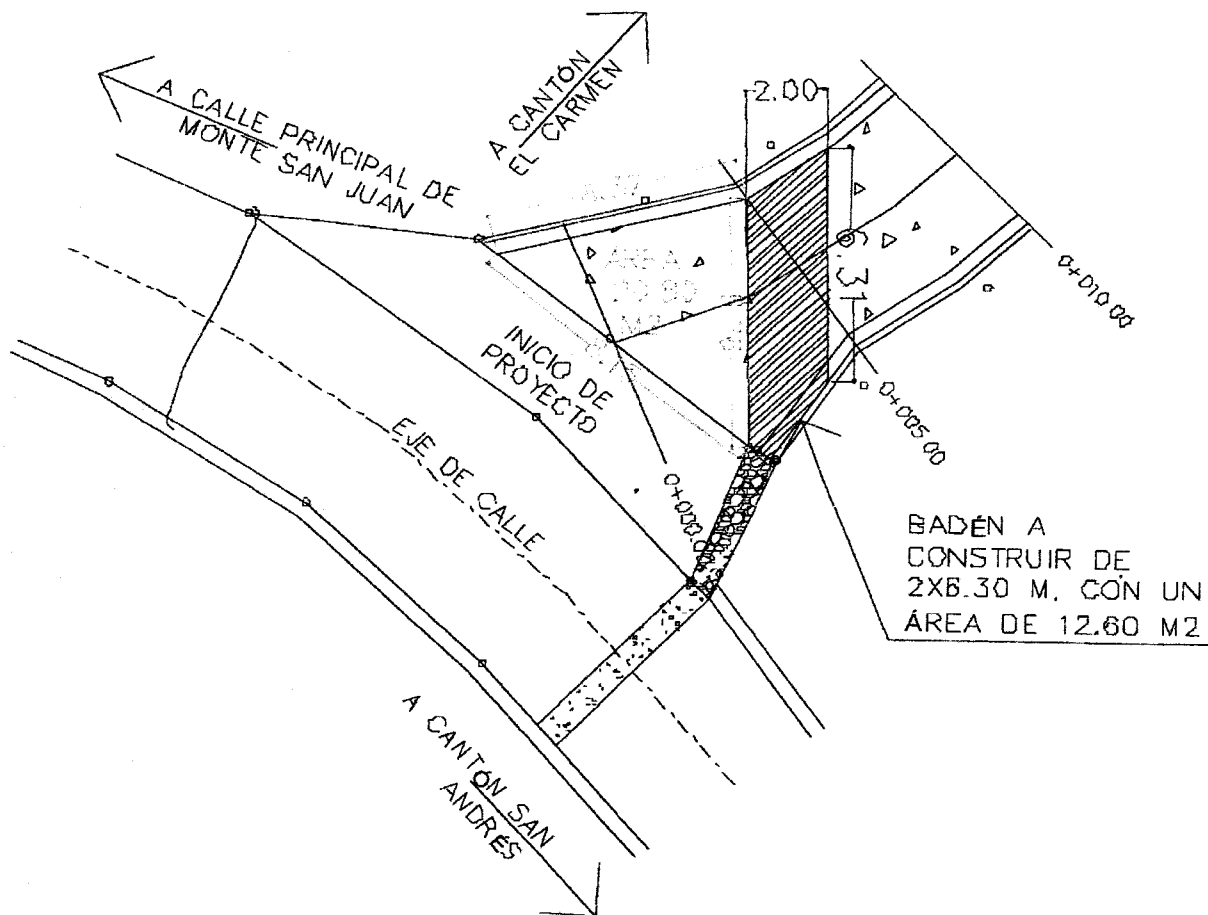 A CALLE PRINCIPAL DE
MONTE SAN JUAN
A CANTÓN
EL CARMEN
2.00
6.31
ÁREA
M2
0+010.00
0+005.00
INICIO DE
PROYECTO
EJE DE CALLE
BADÉN A
CONSTRUIR DE
2X6.30 M. CON UN
ÁREA DE 12.60 M2
A CANTÓN SAN
ANDRÉS